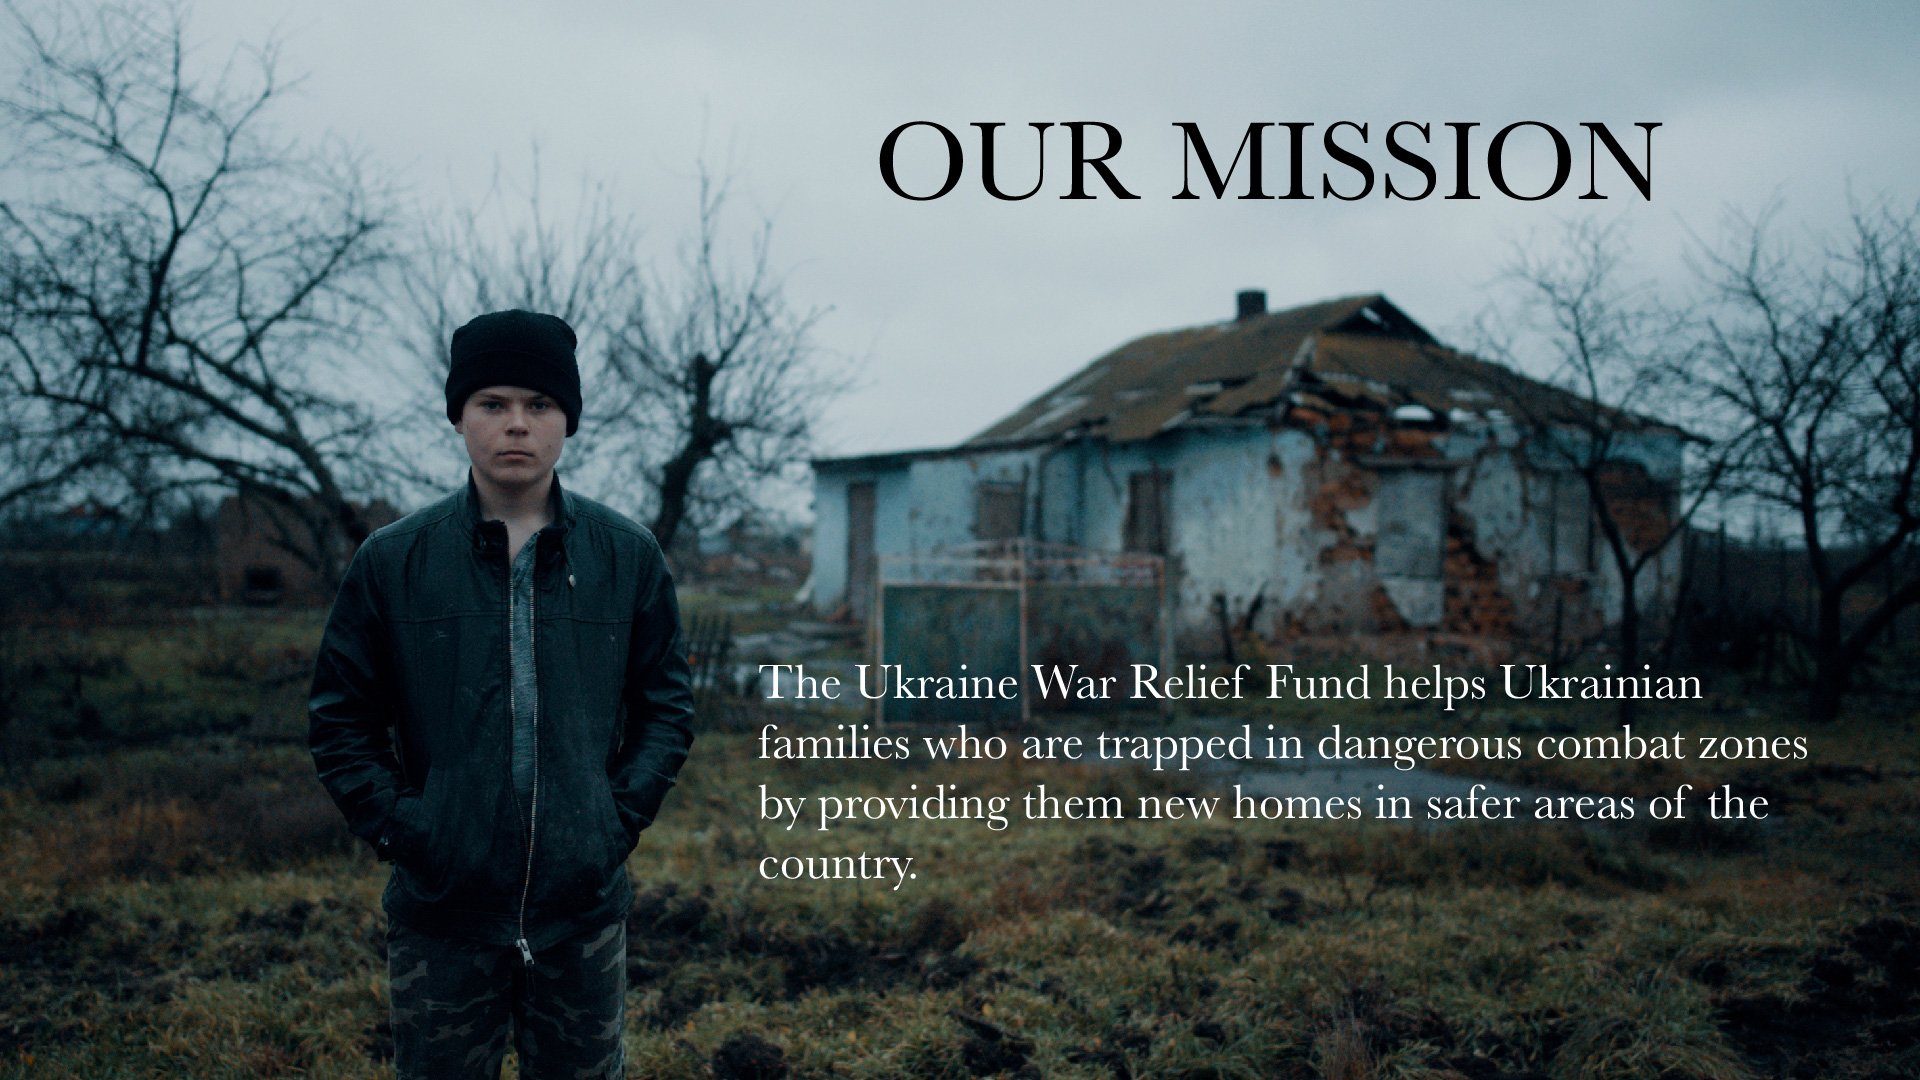 OUR MISSION
The Ukraine War Relief Fund helps Ukrainian
families who are trapped in dangerous combat zones
by providing them new homes in safer areas of the
country.